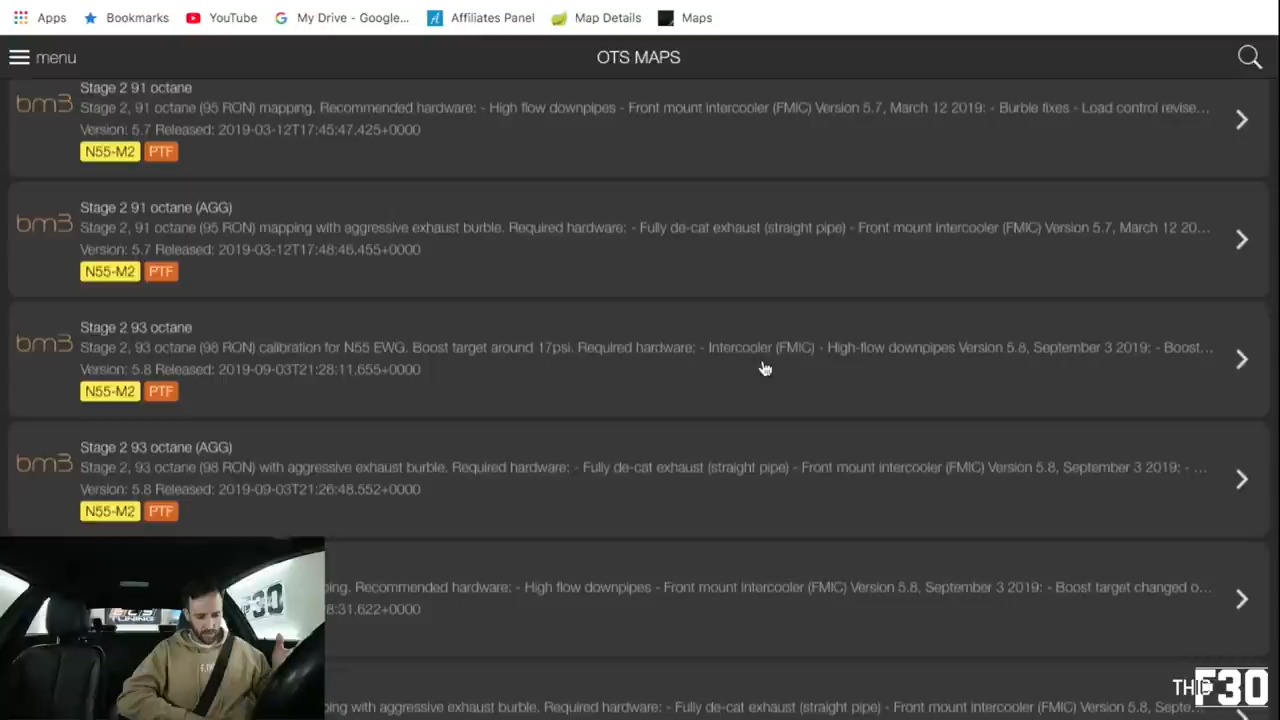 Apps Bookmarks YouTube My Drive - Google... Affiliates Panel Map Details Maps
menu OTS MAPS
Stage 2 91 octane
bm3 Stage 2, 91 octane (95 RON) mapping. Recommended hardware: - High flow downpipes - Front mount intercooler (FMIC) Version 5.7, March 12 2019: - Burble fixes - Load control revise...
Version: 5.7 Released: 2019-03-12T17:45:47.425+0000
N55-M2 PTF
Stage 2 91 octane (AGG)
bm3 Stage 2, 91 octane (95 RON) mapping with aggressive exhaust burble. Required hardware: - Fully de-cat exhaust (straight pipe) - Front mount intercooler (FMIC) Version 5.7, March 12 20...
Version: 5.7 Released: 2019-03-12T17:48:46.455+0000
N55-M2 PTF
Stage 2 93 octane
bm3 Stage 2, 93 octane (98 RON) calibration for N55 EWG. Boost target around 17psi. Required hardware: - Intercooler (FMIC) - High-flow downpipes Version 5.8, September 3 2019: - Boost...
Version: 5.8 Released: 2019-09-03T21:28:11.655+0000
N55-M2 PTF
Stage 2 93 octane (AGG)
bm3 Stage 2, 93 octane (98 RON) with aggressive exhaust burble. Required hardware: - Fully de-cat exhaust (straight pipe) - Front mount intercooler (FMIC) Version 5.8, September 3 2019: - ...
Version: 5.8 Released: 2019-09-03T21:26:48.552+0000
N55-M2 PTF
ping. Recommended hardware: - High flow downpipes - Front mount intercooler (FMIC) Version 5.8, September 3 2019: - Boost target changed o...
8:31.622+0000
F30
TUNING
F30
ping with aggressive exhaust burble. Required hardware: - Fully de-cat exhaust (straight pipe) - Front mount intercooler (FMIC) Version 5.8, Septe...